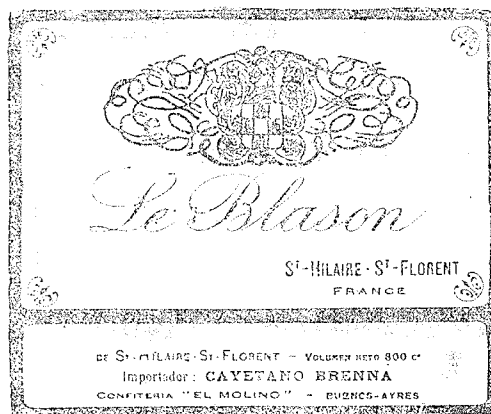 Le Blason
St-HILAIRE·St-FLORENT
FRANCE
DE St-HILAIRE·St-FLORENT – VOLUMEN NETO 800 c³
Importador: CAYETANO BRENNA
CONFITERIA "EL MOLINO" – BUENOS-AYRES